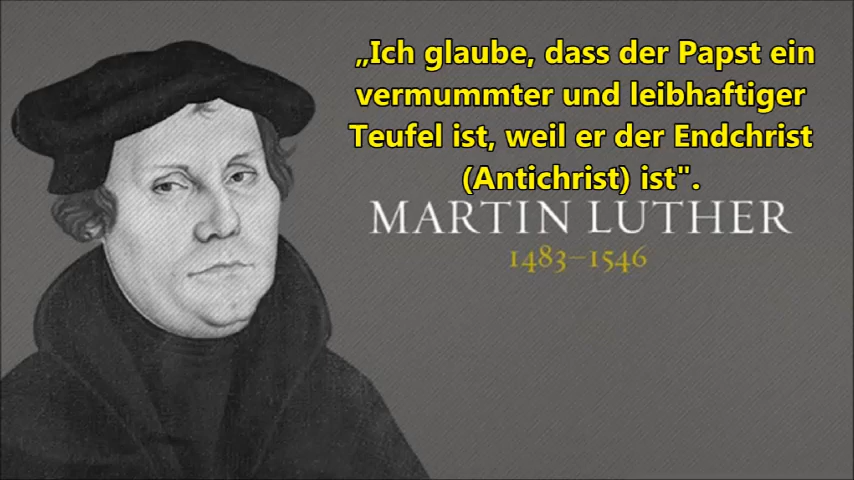 „Ich glaube, dass der Papst ein
vermummter und leibhaftiger
Teufel ist, weil er der Endchrist
(Antichrist) ist".
MARTIN LUTHER
1483–1546